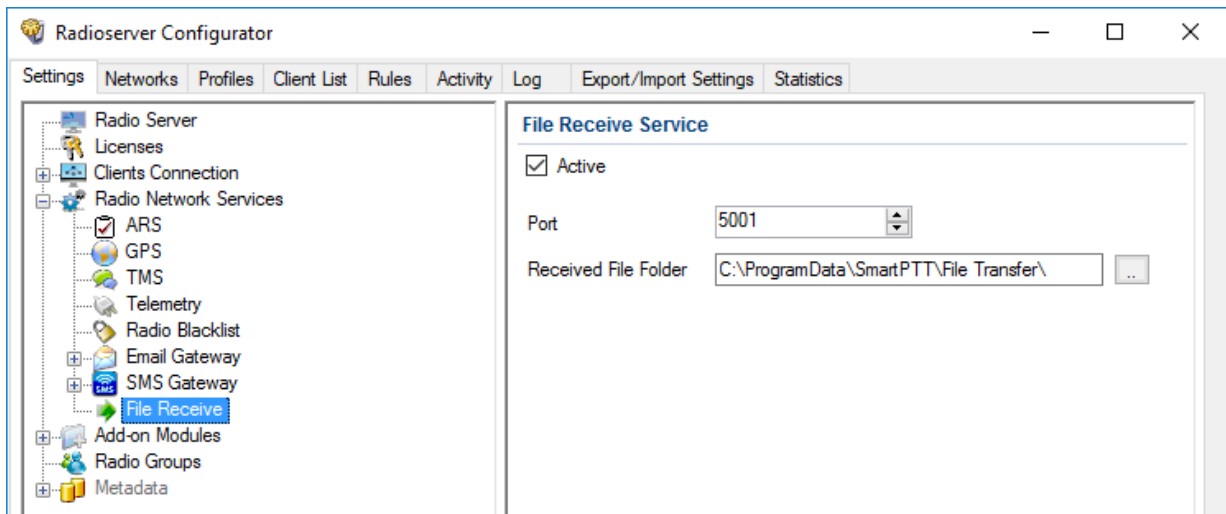 Radioserver Configurator
Settings Networks Profiles Client List Rules Activity Log Export/Import Settings Statistics
Radio Server
Licenses
Clients Connection
Radio Network Services
ARS
GPS
TMS
Telemetry
Radio Blacklist
Email Gateway
SMS
SMS Gateway
File Receive
Add-on Modules
Radio Groups
Metadata
File Receive Service
Active
Port 5001
Received File Folder C:\ProgramData\SmartPTT\File Transfer\ ..